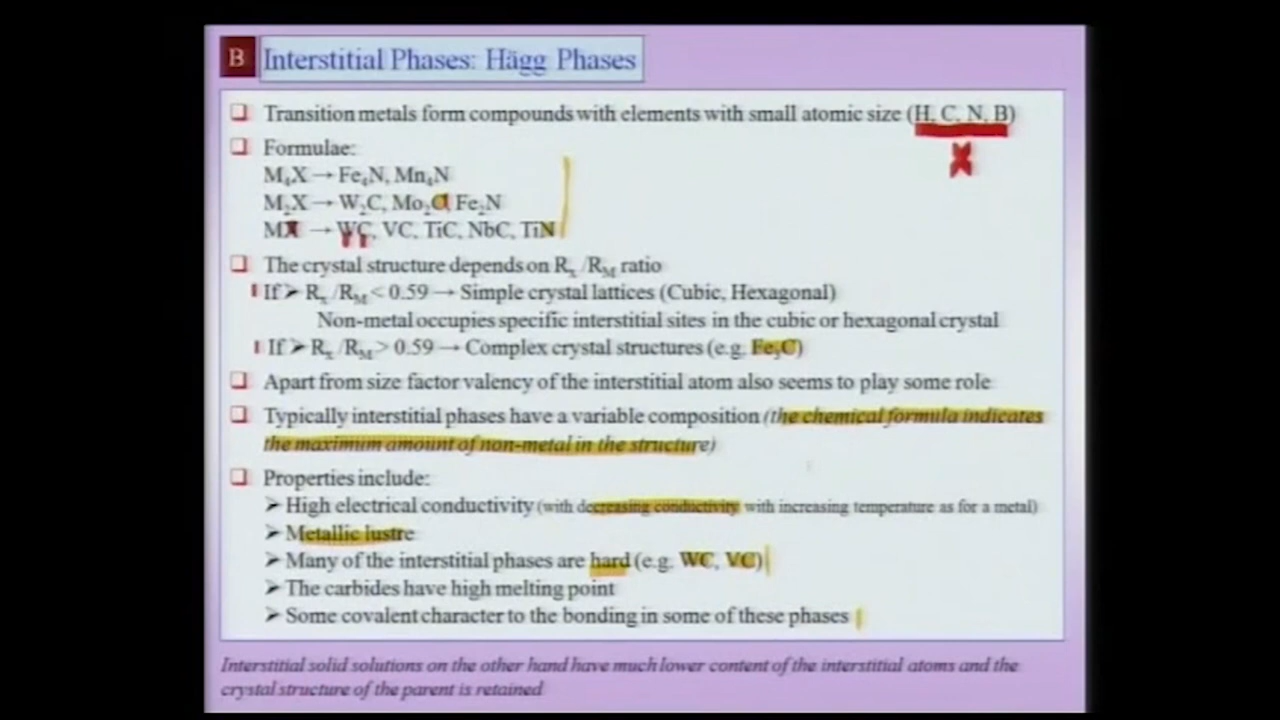 B Interstitial Phases: Hägg Phases
Transition metals form compounds with elements with small atomic size (H, C, N, B)
X
Formulae:
M₄X → Fe₄N, Mn₄N
M₂X → W₂C, Mo₂C, Fe₂N
MX → WC, VC, TiC, NbC, TiN
The crystal structure depends on Rₓ /R_M ratio
If ➤ Rₓ /R_M < 0.59 → Simple crystal lattices (Cubic, Hexagonal)
Non-metal occupies specific interstitial sites in the cubic or hexagonal crystal
If ➤ Rₓ /R_M > 0.59 → Complex crystal structures (e.g. Fe₃C)
Apart from size factor valency of the interstitial atom also seems to play some role
Typically interstitial phases have a variable composition (the chemical formula indicates
the maximum amount of non-metal in the structure)
Properties include:
➤ High electrical conductivity (with decreasing conductivity with increasing temperature as for a metal)
➤ Metallic lustre
➤ Many of the interstitial phases are hard (e.g. WC, VC)
➤ The carbides have high melting point
➤ Some covalent character to the bonding in some of these phases
Interstitial solid solutions on the other hand have much lower content of the interstitial atoms and the
crystal structure of the parent is retained